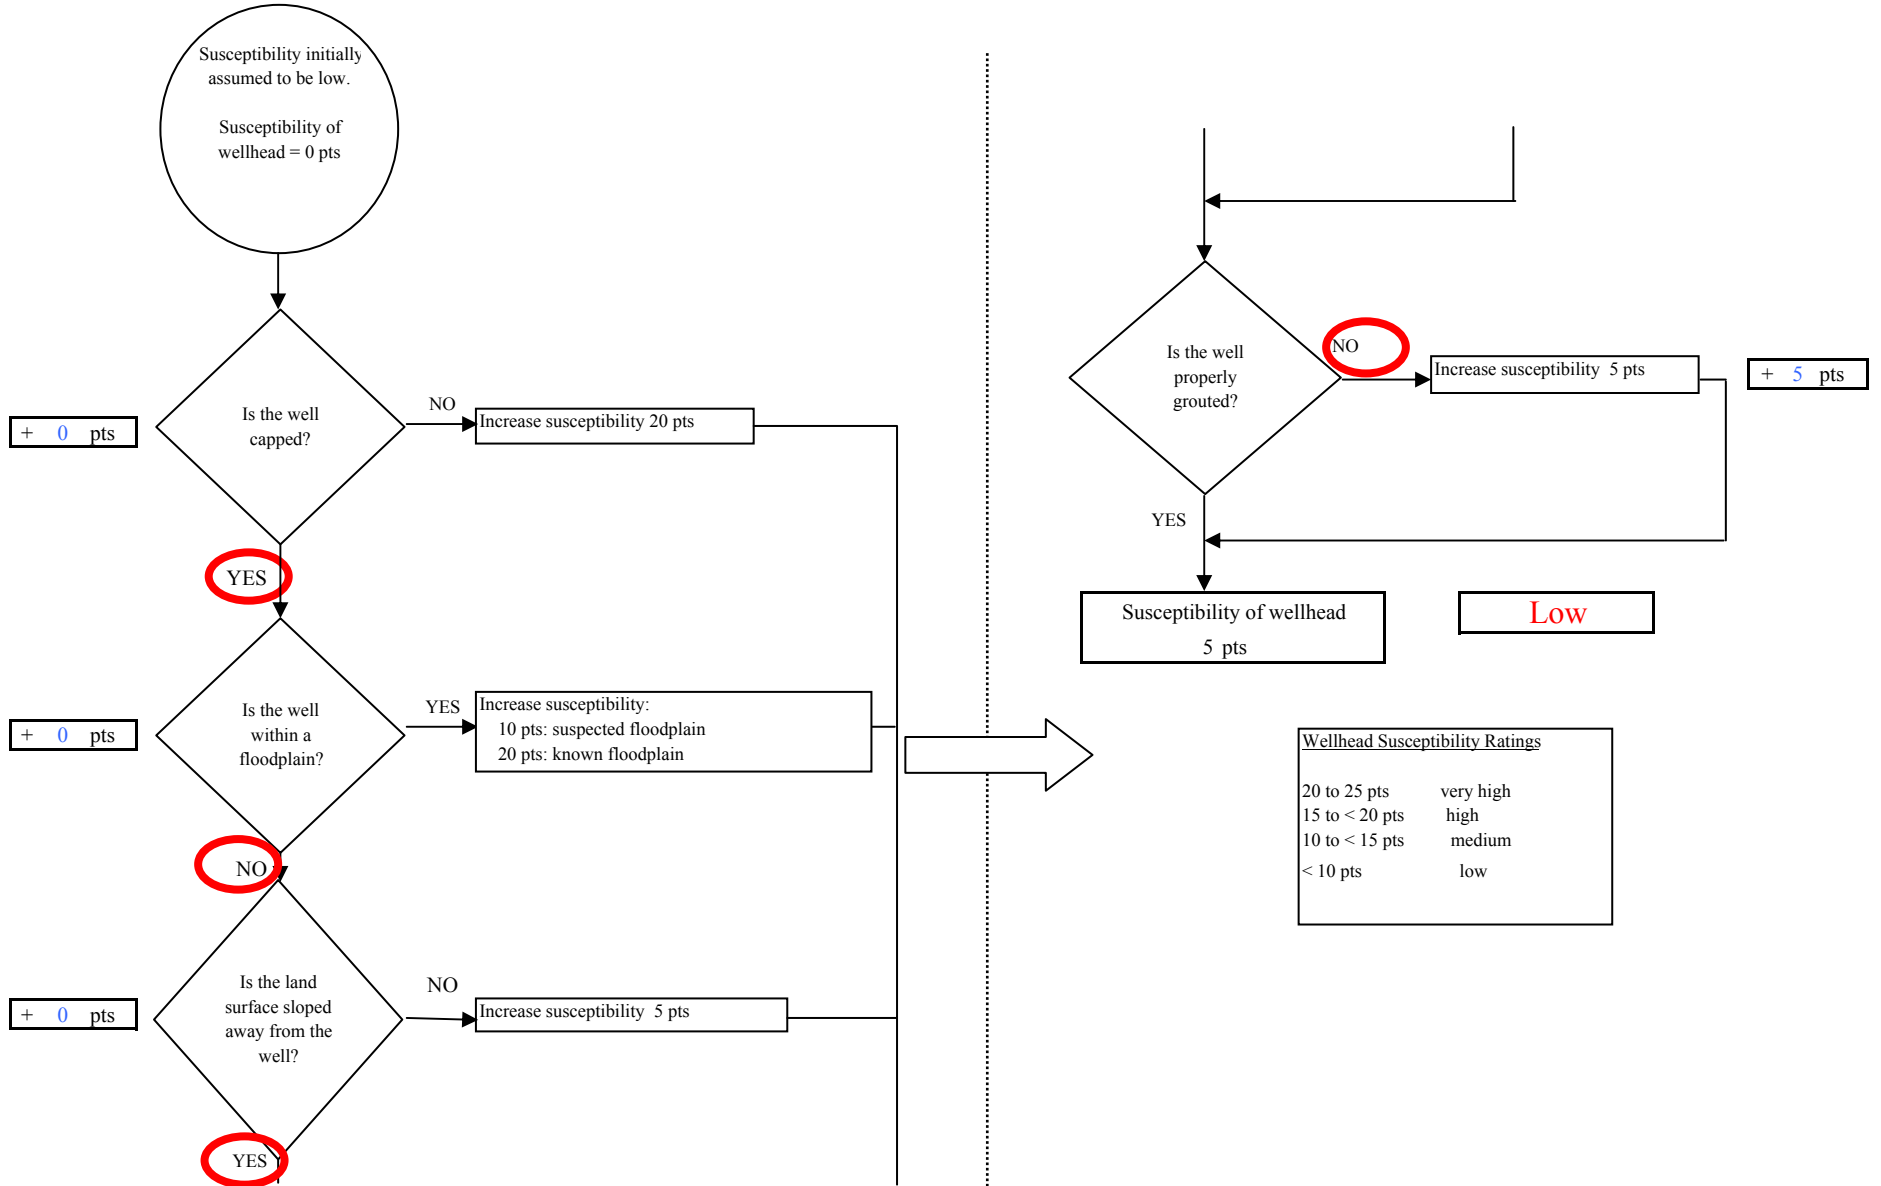 Susceptibility initially
assumed to be low.
Susceptibility of
wellhead = 0 pts
+ 0 pts
Is the well
capped?
NO
Increase susceptibility 20 pts
YES
+ 0 pts
Is the well
within a
floodplain?
YES
Increase susceptibility:
10 pts: suspected floodplain
20 pts: known floodplain
NO
+ 0 pts
Is the land
surface sloped
away from the
well?
NO
Increase susceptibility 5 pts
YES
Is the well
properly
grouted?
NO
Increase susceptibility 5 pts
+ 5 pts
YES
Susceptibility of wellhead
5 pts
Low
Wellhead Susceptibility Ratings
20 to 25 pts very high
15 to < 20 pts high
10 to < 15 pts medium
< 10 pts low